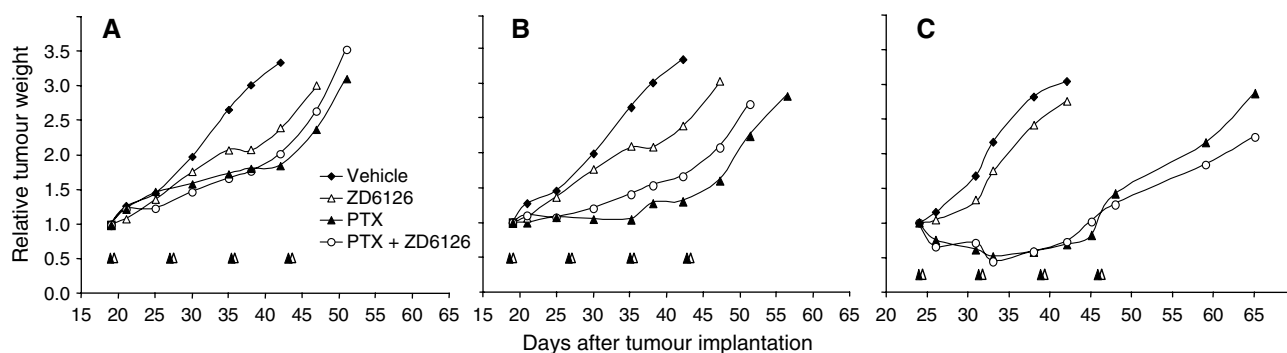 A
B
C
Relative tumour weight
3.5
3.0
2.5
2.0
1.5
1.0
0.5
0.0
Vehicle
ZD6126
PTX
PTX + ZD6126
15 20 25 30 35 40 45 50 55 60 65 15 20 25 30 35 40 45 50 55 60 65 20 25 30 35 40 45 50 55 60 65
Days after tumour implantation